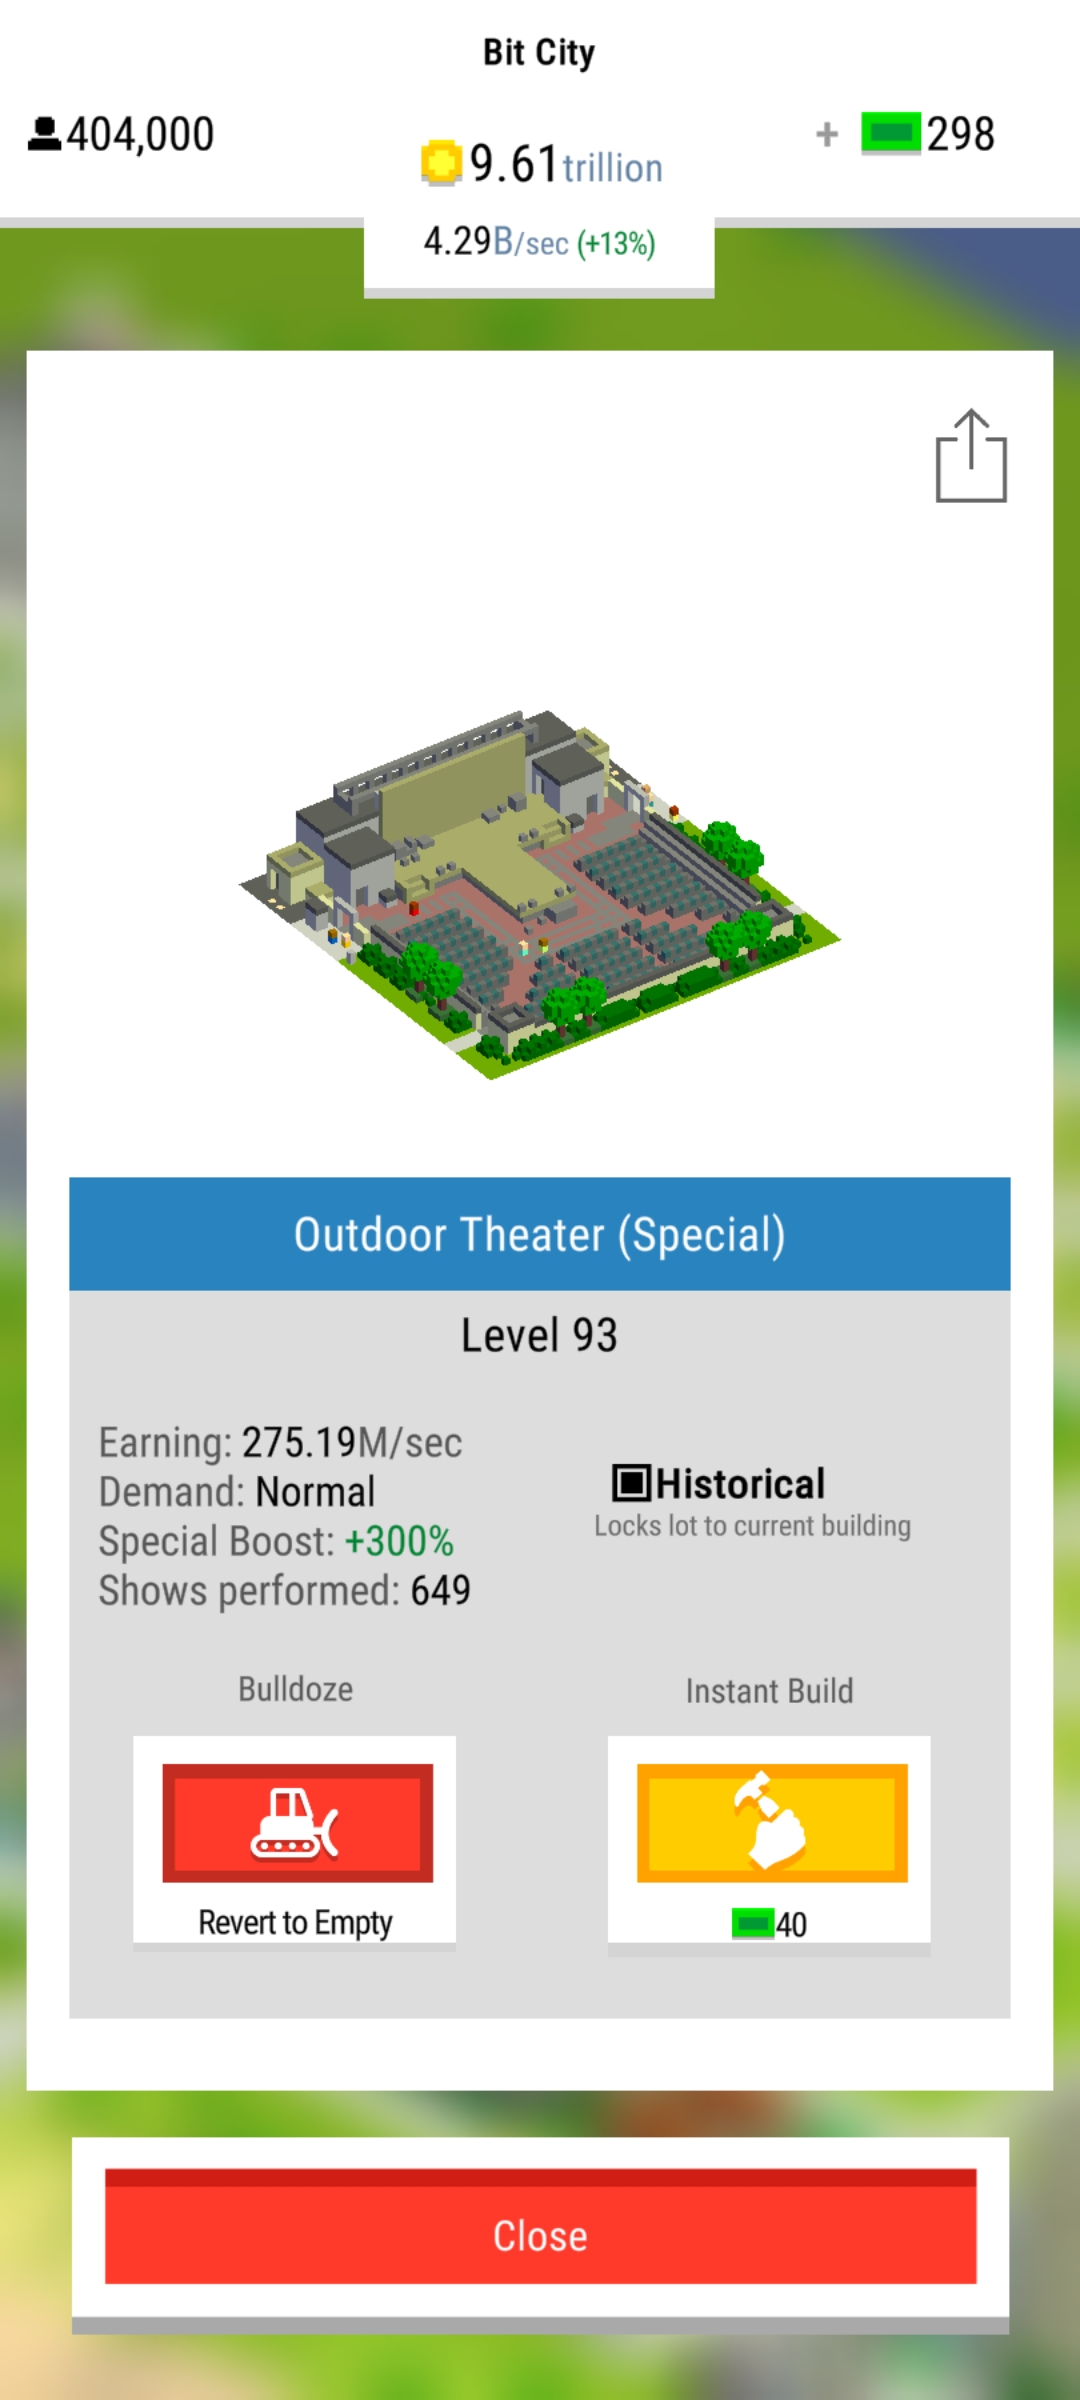 Bit City
404,000
9.61trillion
+ 298
4.29B/sec (+13%)
Outdoor Theater (Special)
Level 93
Earning: 275.19M/sec
Demand: Normal
Special Boost: +300%
Shows performed: 649
Historical
Locks lot to current building
Bulldoze
Instant Build
Revert to Empty
40
Close